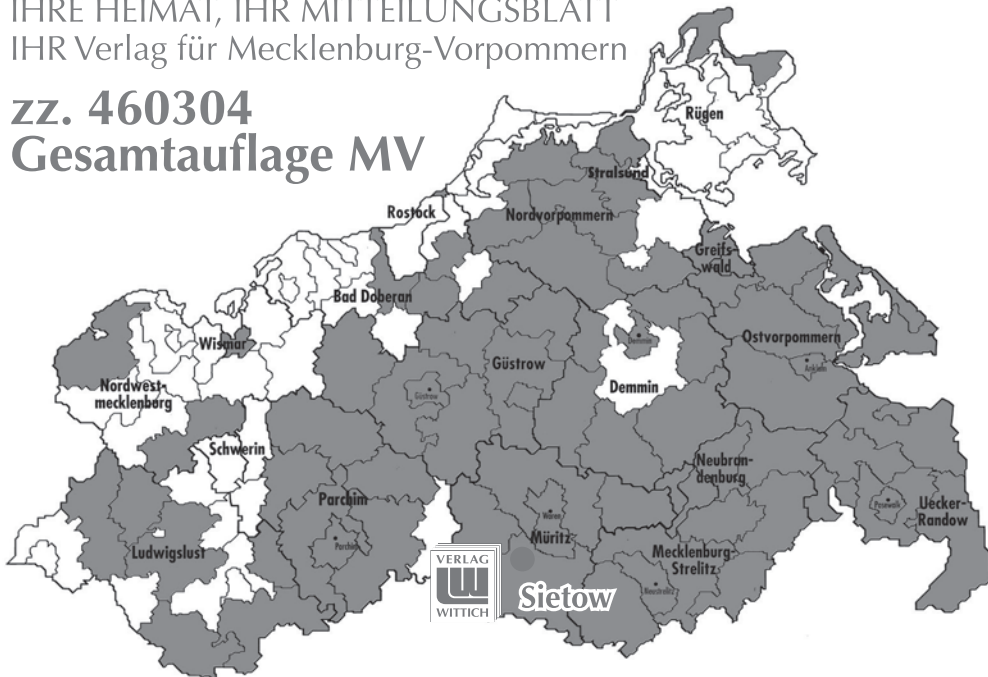 IHRE HEIMAT, IHR MITTEILUNGSBLATT
IHR Verlag für Mecklenburg-Vorpommern
zz. 460304
Gesamtauflage MV
Rügen
Stralsund
Rostock
Nordvorpommern
Greifs-
wald
Bad Doberan
Wismar
Ostvorpommern
Demmin
Anklam
Güstrow
Nordwest-
mecklenburg
Güstrow
Demmin
Schwerin
Neubran-
denburg
Parchim
Waren
Pasewalk
Uecker-
Randow
Ludwigslust
Parchim
Müritz
Mecklenburg-
Strelitz
Neustrelitz
VERLAG
LW
WITTICH
Sietow